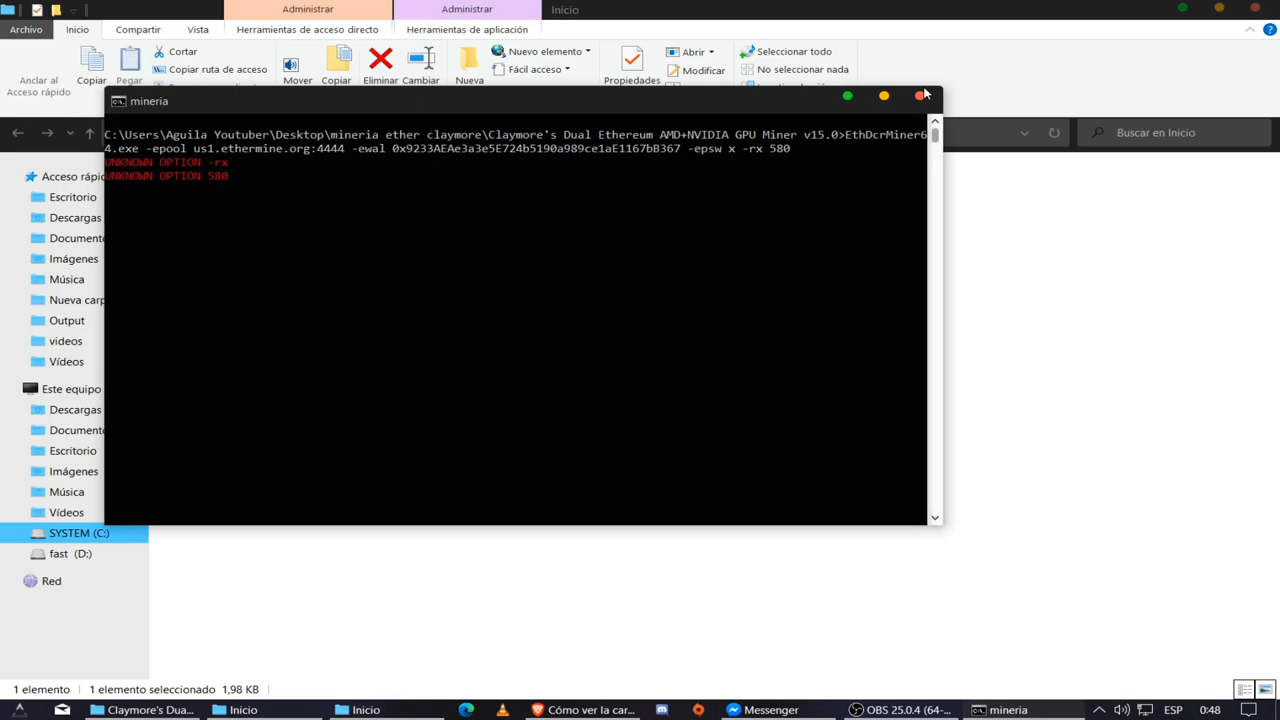 Administrar
Administrar
Inicio
Archivo
Inicio
Compartir
Vista
Herramientas de acceso directo
Herramientas de aplicación
Anclar al
Acceso rápido
Copiar
Pegar
Cortar
Copiar ruta de acceso
Mover
Copiar
Eliminar
Cambiar
Nueva
Nuevo elemento
Fácil acceso
Propiedades
Abrir
Modificar
Seleccionar todo
No seleccionar nada
mineria
C:\Users\Aguila Youtuber\Desktop\mineria ether claymore\Claymore's Dual Ethereum AMD+NVIDIA GPU Miner v15.0>EthDcrMiner6
4.exe -epool us1.ethermine.org:4444 -ewal 0x9233AEAe3a3e5E724b5190a989ce1aE1167bB367 -epsw x -rx 580
UNKNOWN OPTION -rx
UNKNOWN OPTION 580
Buscar en Inicio
Acceso rápi
Escritorio
Descargas
Documento
Imágenes
Música
Nueva carp
Output
videos
Vídeos
Este equipo
Descargas
Documento
Escritorio
Imágenes
Música
Vídeos
SYSTEM (C:)
fast (D:)
Red
1 elemento
1 elemento seleccionado 1,98 KB
Claymore's Dua...
Inicio
Inicio
Cómo ver la car...
Messenger
OBS 25.0.4 (64-...
mineria
ESP
0:48